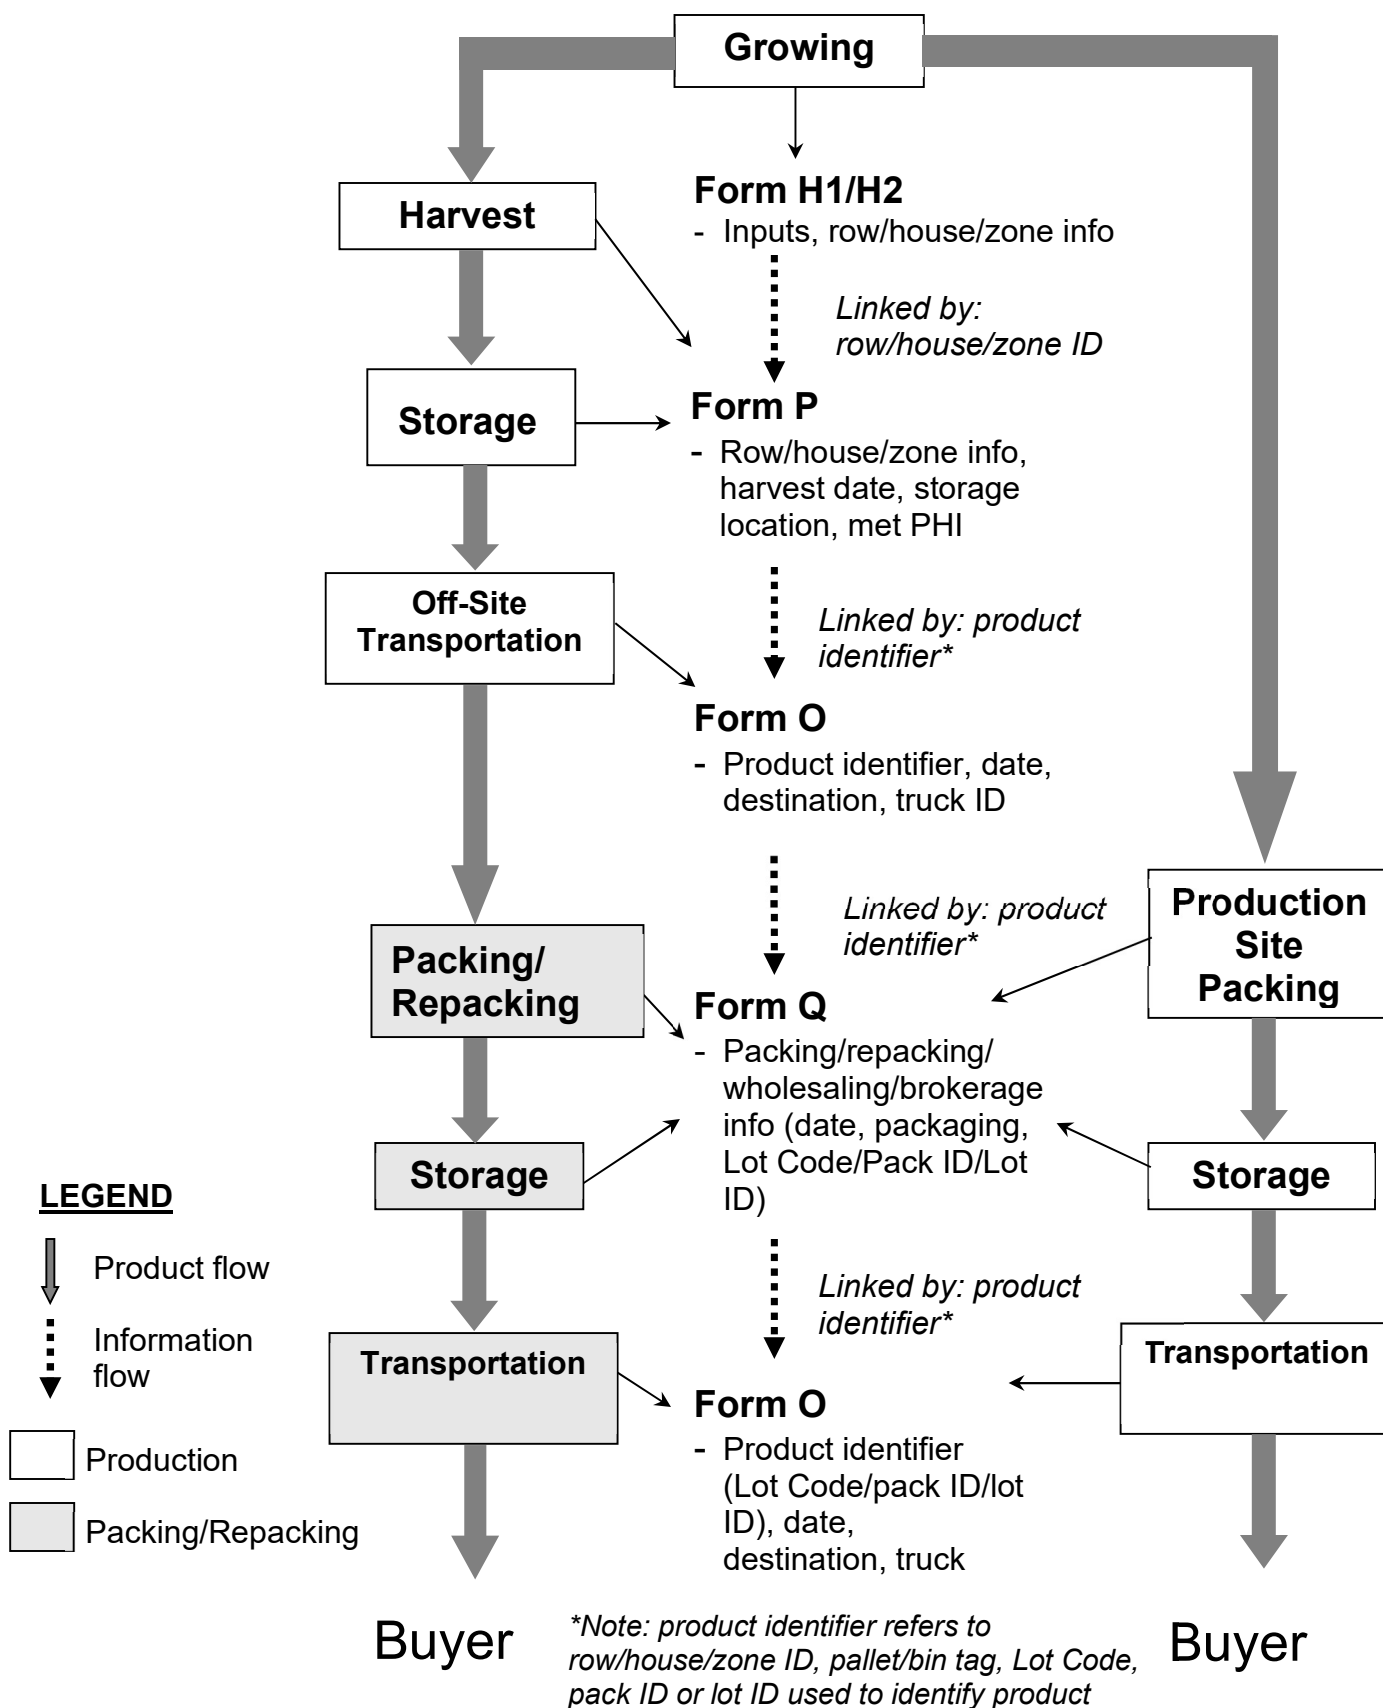 Growing
Form H1/H2
- Inputs, row/house/zone info
Harvest
Linked by:
row/house/zone ID
Storage
Form P
- Row/house/zone info,
harvest date, storage
location, met PHI
Off-Site
Transportation
Linked by: product
identifier*
Form O
- Product identifier, date,
destination, truck ID
Linked by: product
identifier*
Production
Site
Packing
Packing/
Repacking
Form Q
- Packing/repacking/
wholesaling/brokerage
info (date, packaging,
Lot Code/Pack ID/Lot
ID)
Storage
Storage
LEGEND
Product flow
Information
flow
Production
Packing/Repacking
Linked by: product
identifier*
Transportation
Transportation
Form O
- Product identifier
(Lot Code/pack ID/lot
ID), date,
destination, truck
Buyer
*Note: product identifier refers to
row/house/zone ID, pallet/bin tag, Lot Code,
pack ID or lot ID used to identify product
Buyer